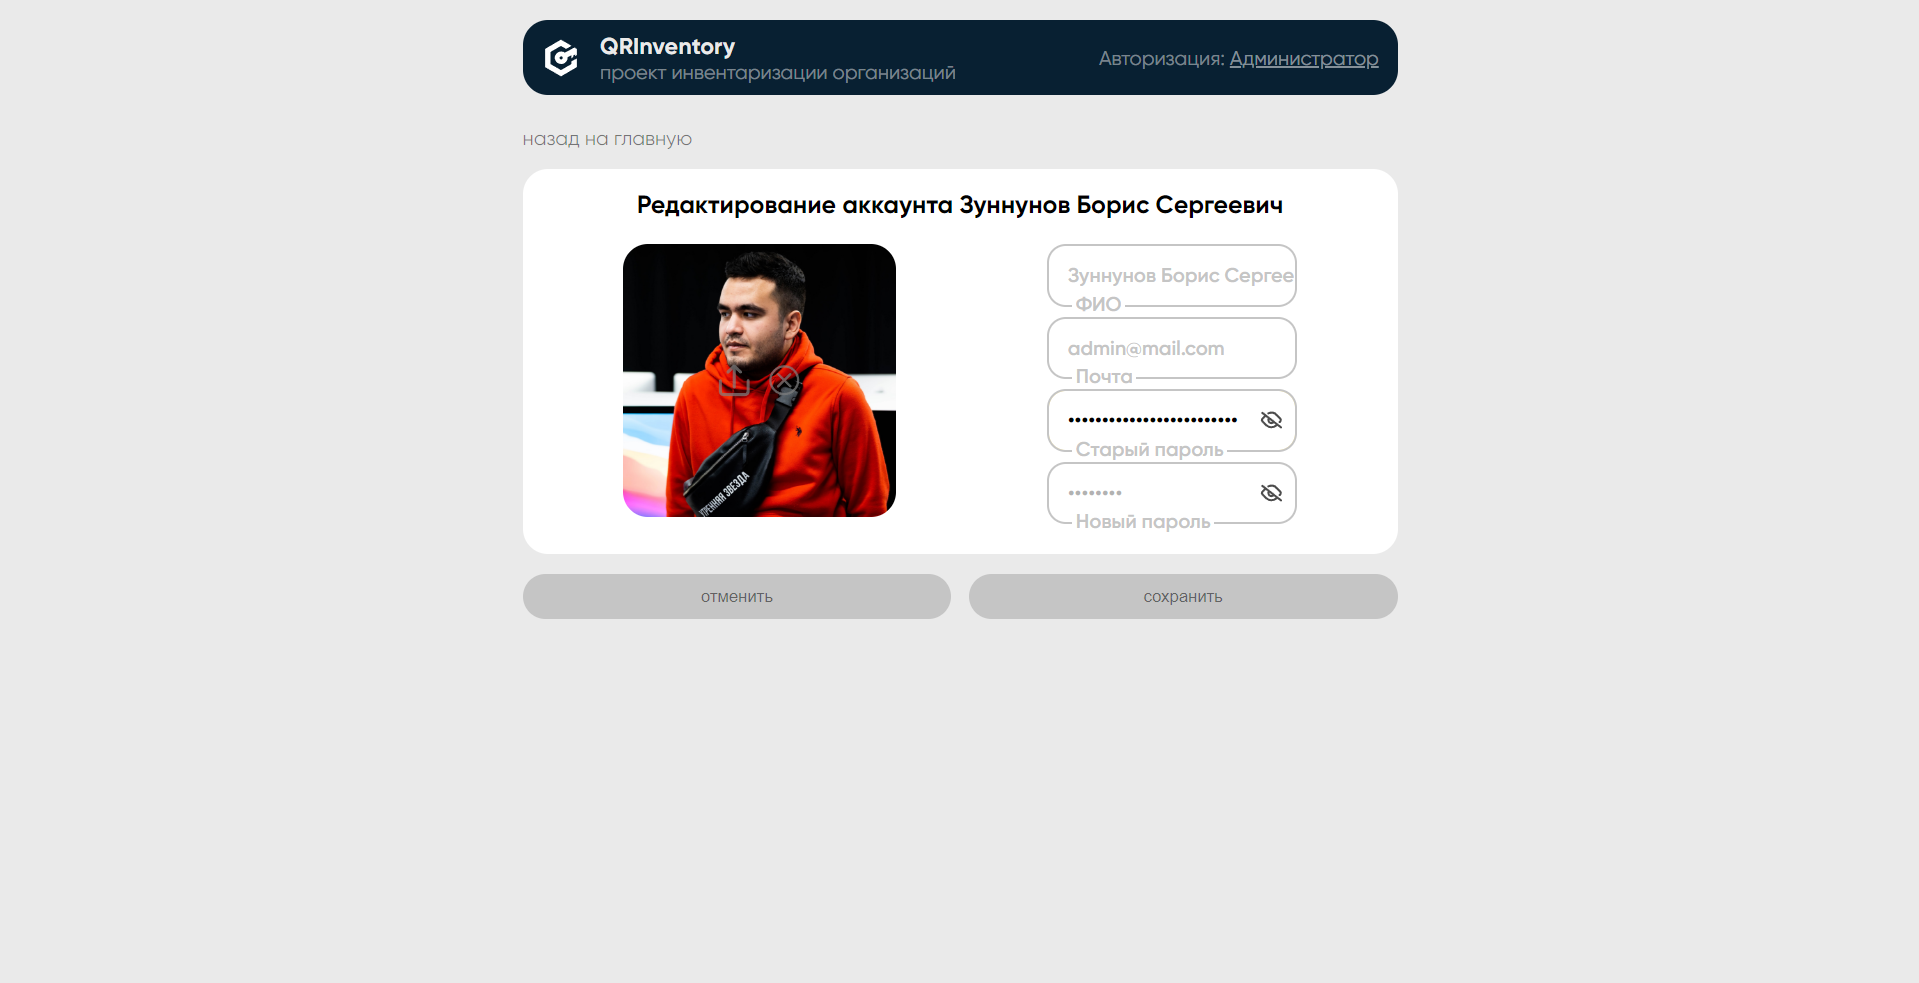 QRInventory
проект инвентаризации организаций
Авторизация: Администратор
назад на главную
Редактирование аккаунта Зуннунов Борис Сергеевич
Зуннунов Борис Сергее
ФИО
admin@mail.com
Почта
•••••••••••••••••••••••••
Старый пароль
••••••••
Новый пароль
ТРЕННЯЯ ЗВЕЗДА
отменить
сохранить